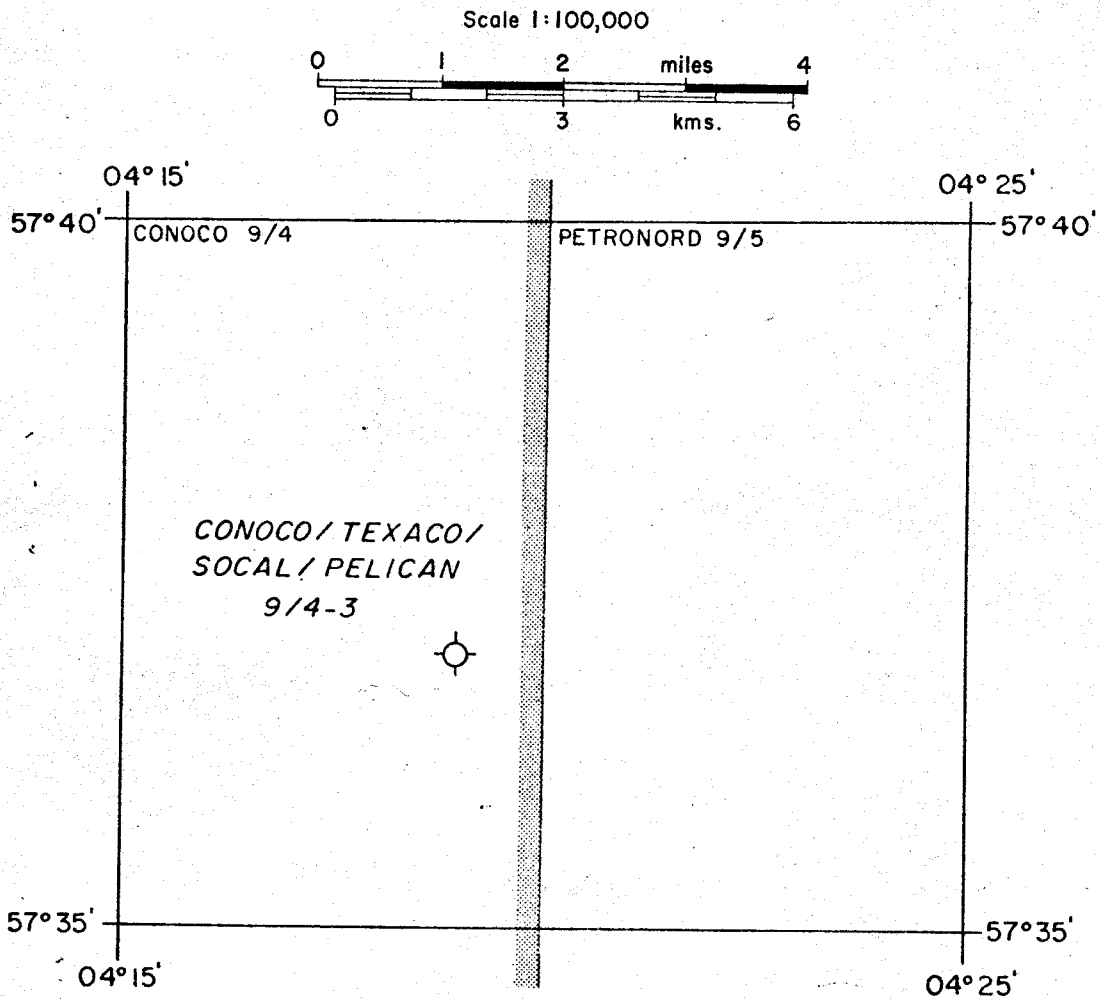 Scale 1:100,000
0 1 2 miles 4
0 3 kms. 6
04° 15' 04° 25'
57° 40' 57° 40'
CONOCO 9/4 PETRONORD 9/5
CONOCO / TEXACO /
SOCAL / PELICAN
9/4-3
57° 35' 57° 35'
04° 15' 04° 25'